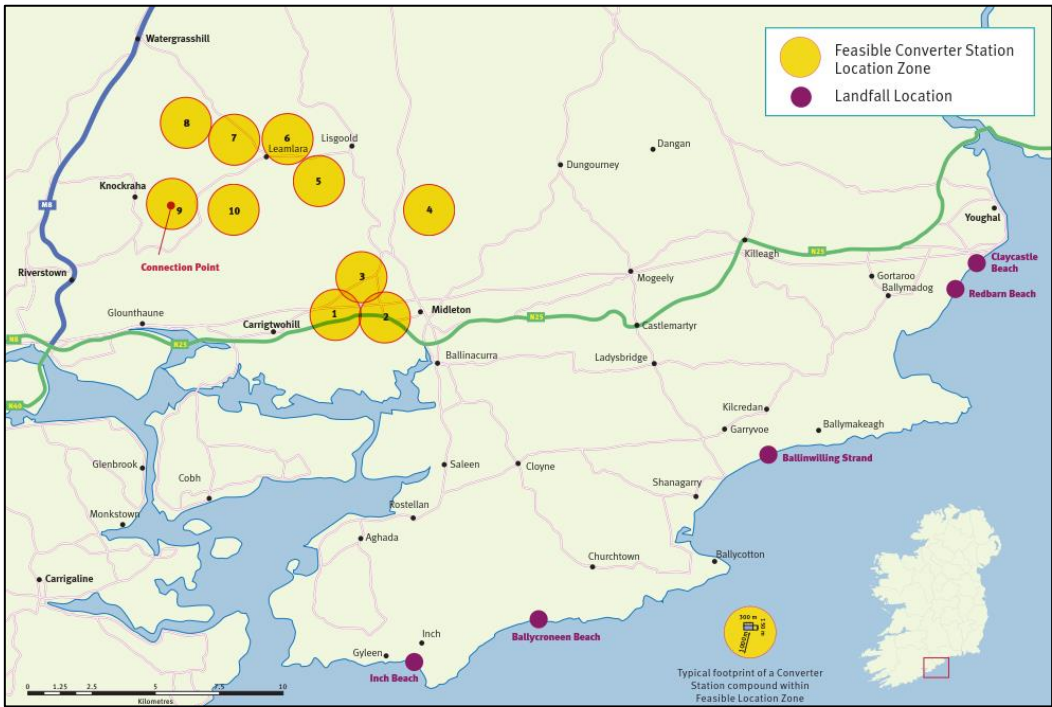 Watergrasshill
Feasible Converter Station
Location Zone
Landfall Location
8
7
6
Leamlara
Lisgoold
Dangan
Dungourney
5
Knockraha
9
10
4
M8
Youghal
Connection Point
Killeagh
N25
Claycastle
Beach
Riverstown
3
Mogeely
Gortaroo
Ballymadog
Redbarn Beach
Glounthaune
Carrigtwohill
1
2
Midleton
N25
Castlemartyr
N8
N25
Ballinacurra
Ladysbridge
N40
Kilcredan
Garryvoe
Ballymakeagh
Glenbrook
Cobh
Saleen
Cloyne
Ballinwilling Strand
Shanagarry
Monkstown
Rostellan
Aghada
Churchtown
Ballycotton
Carrigaline
Ballycroneen Beach
300 m
150 m
Inch
Gyleen
Inch Beach
Typical footprint of a Converter
Station compound within
Feasible Location Zone
0
1.25
2.5
5
7.5
10
Kilometres